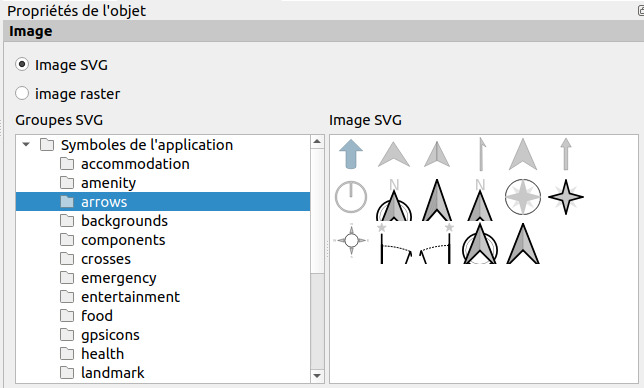 Propriétés de l'objet
Image
Image SVG
image raster
Groupes SVG
Image SVG
Symboles de l'application
accommodation
amenity
arrows
backgrounds
components
crosses
emergency
entertainment
food
gpsicons
health
landmark
N
N